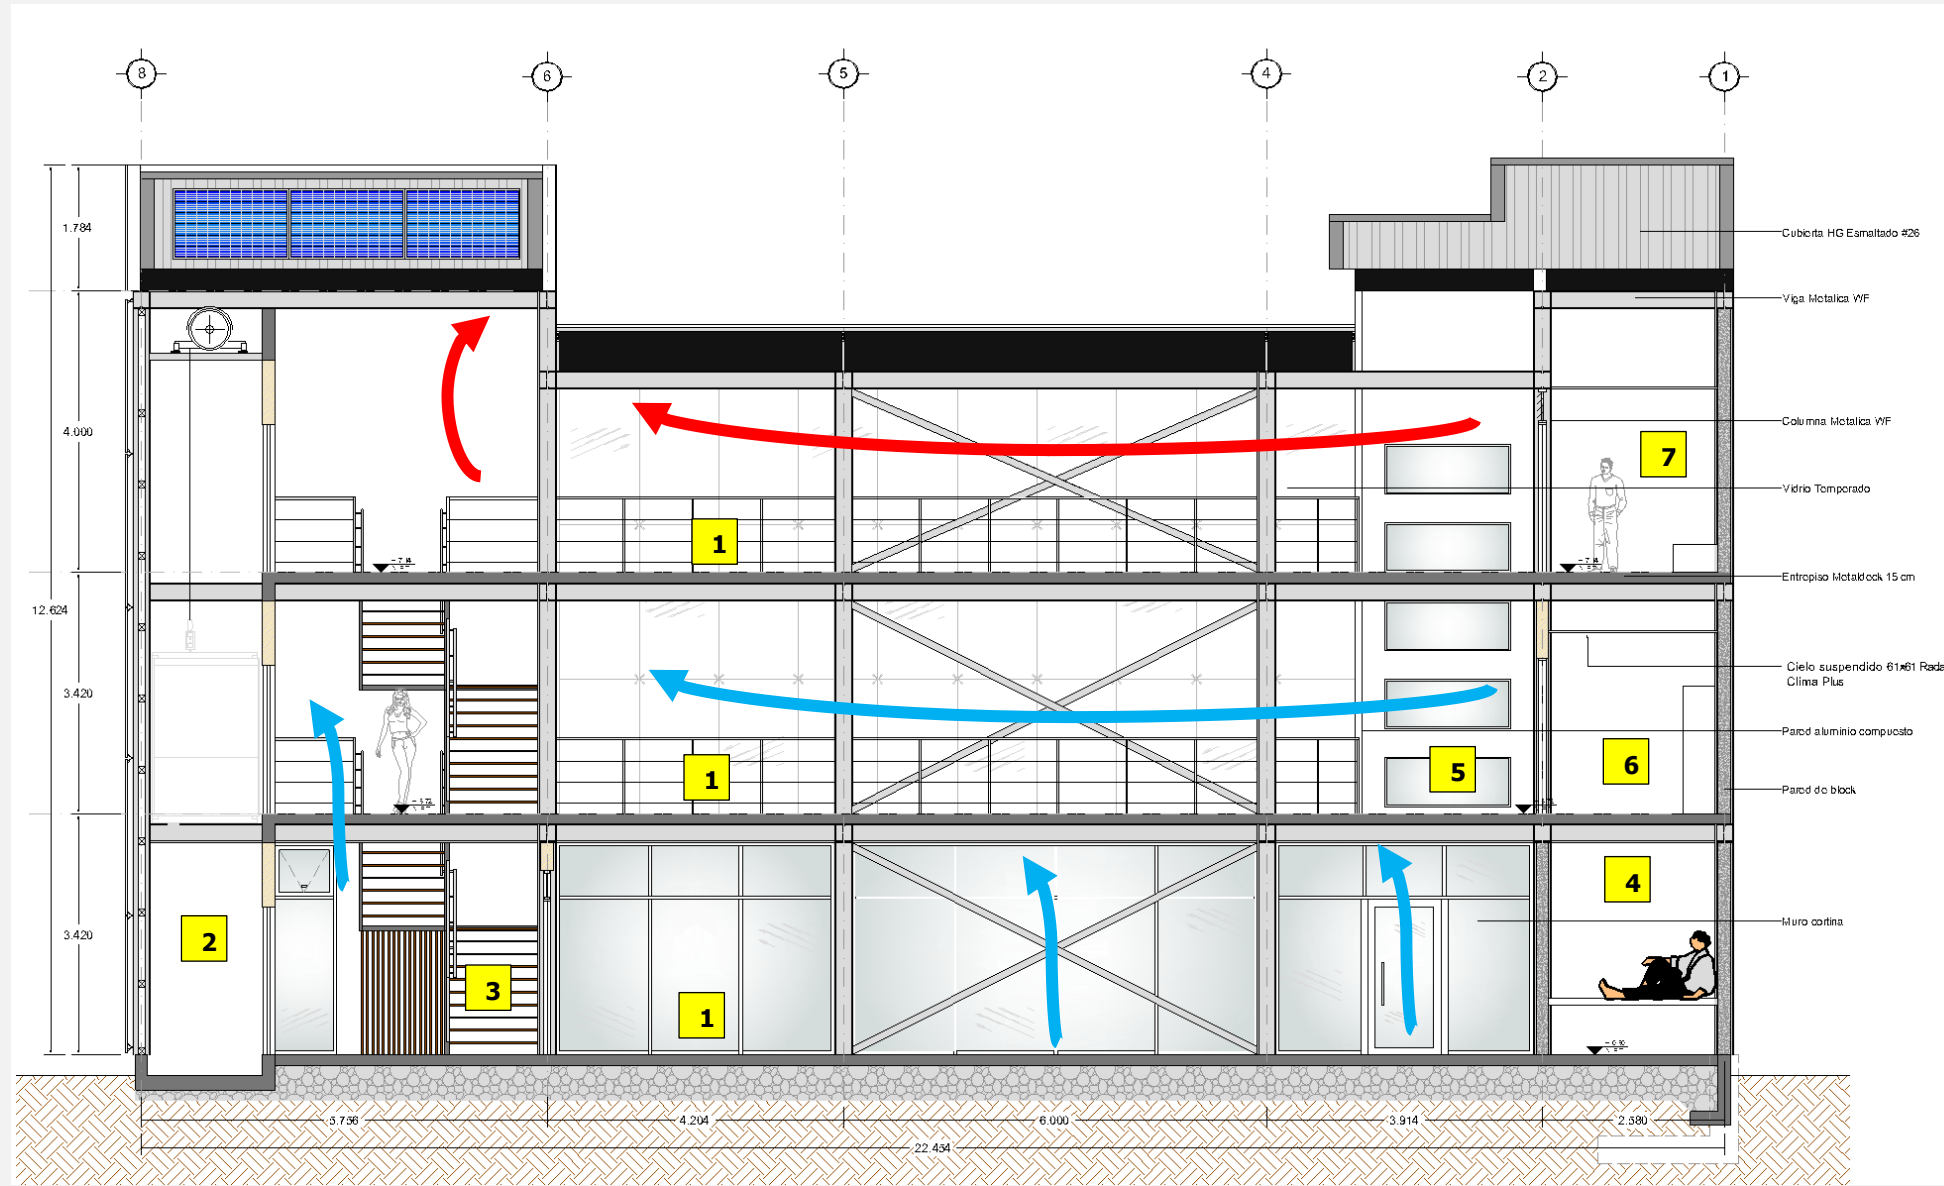 8
6
5
4
2
1
1.784
Cubierta HG Esmaltado #26
Viga Metalica WF
4.000
Columna Metalica WF
7
Vidrio Temporado
1
Entrepiso Metaldeck 15 cm
12.624
3.420
Cielo suspendido 61x61 Rada
Clima Plus
Pared aluminio compuesto
6
5
1
Pared de block
4
Muro cortina
3.420
2
3
1
5.756
4.204
6.000
3.914
2.580
22.454